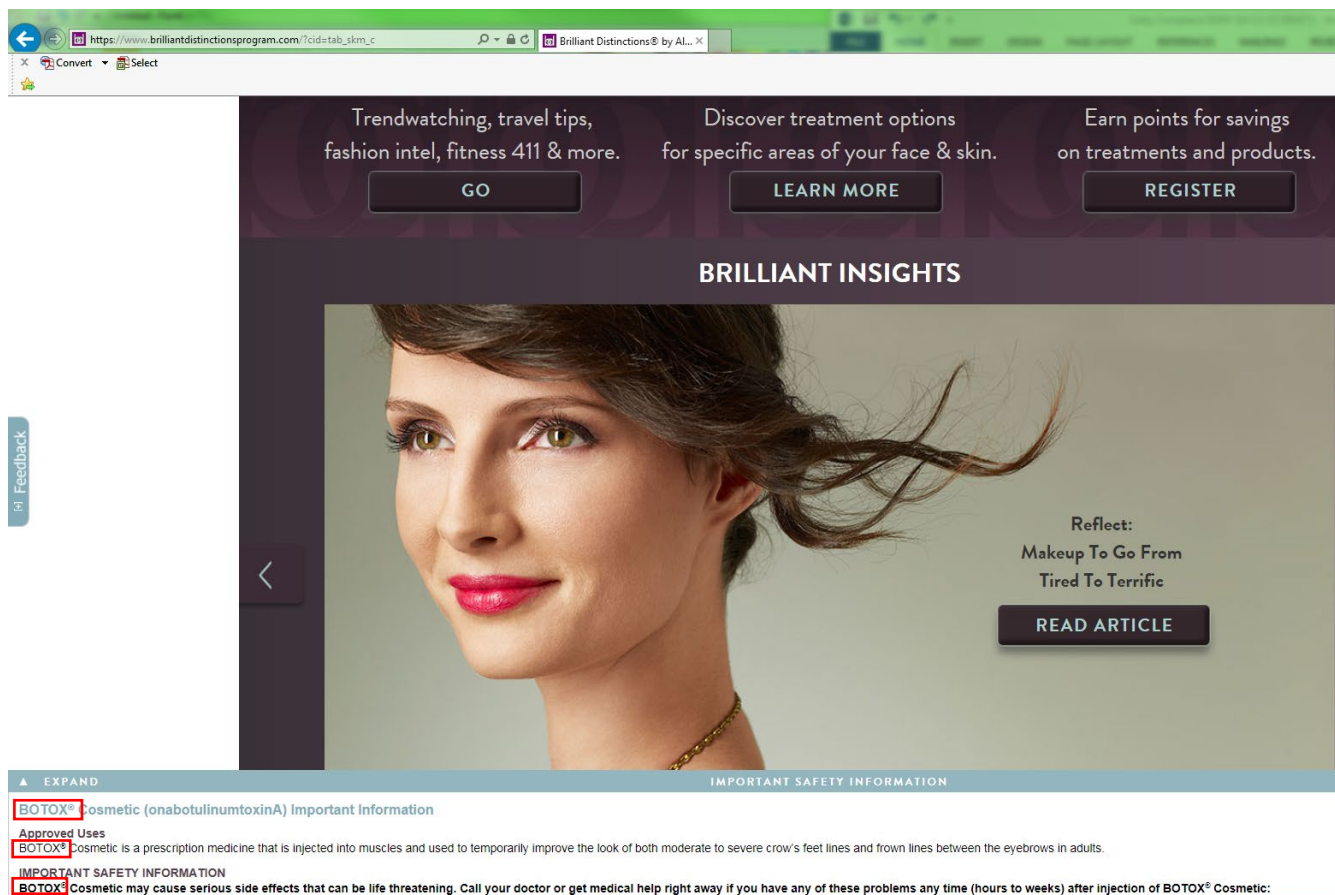 https://www.brilliantdistinctionsprogram.com/?cid=tab_skm_c
Brilliant Distinctions® by Al...
Convert
Select
Trendwatching, travel tips,
fashion intel, fitness 411 & more.
GO
Discover treatment options
for specific areas of your face & skin.
LEARN MORE
Earn points for savings
on treatments and products.
REGISTER
BRILLIANT INSIGHTS
Feedback
Reflect:
Makeup To Go From
Tired To Terrific
READ ARTICLE
EXPAND
IMPORTANT SAFETY INFORMATION
BOTOX® Cosmetic (onabotulinumtoxinA) Important Information
Approved Uses
BOTOX® Cosmetic is a prescription medicine that is injected into muscles and used to temporarily improve the look of both moderate to severe crow's feet lines and frown lines between the eyebrows in adults.
IMPORTANT SAFETY INFORMATION
BOTOX® Cosmetic may cause serious side effects that can be life threatening. Call your doctor or get medical help right away if you have any of these problems any time (hours to weeks) after injection of BOTOX® Cosmetic: